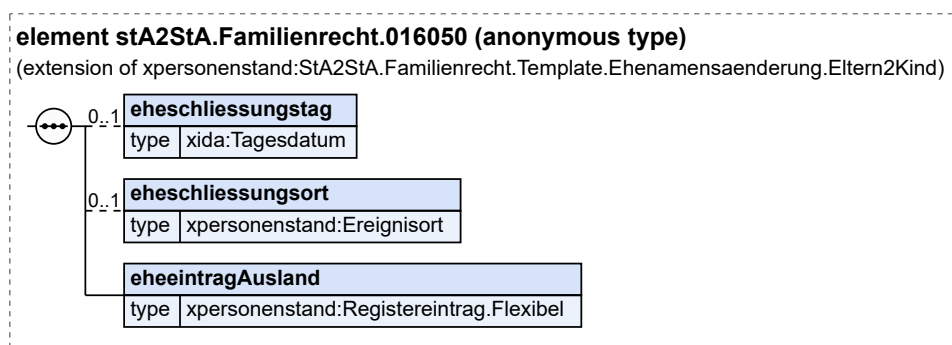 element stA2StA.Familienrecht.016050 (anonymous type)
(extension of xpersonenstand:StA2StA.Familienrecht.Template.Ehenamensaenderung.Eltern2Kind)
0..1 eheschliessungstag
type xida:Tagesdatum
0..1 eheschliessungsort
type xpersonenstand:Ereignisort
eheeintragAusland
type xpersonenstand:Registereintrag.Flexibel